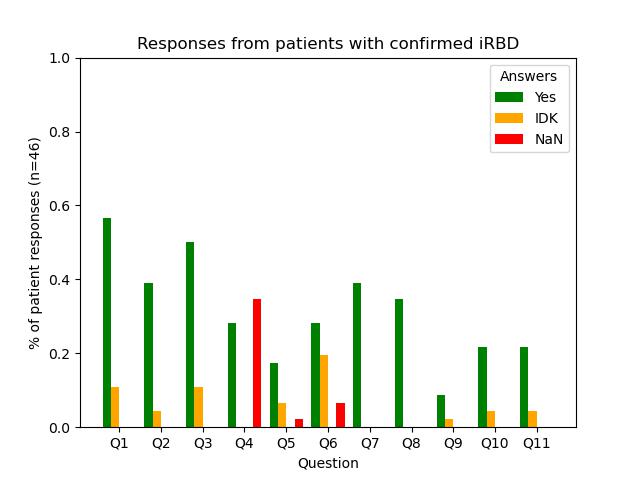 Responses from patients with confirmed iRBD
% of patient responses (n=46)
1.0
0.8
0.6
0.4
0.2
0.0
Answers
Yes
IDK
NaN
Q1 Q2 Q3 Q4 Q5 Q6 Q7 Q8 Q9 Q10 Q11
Question